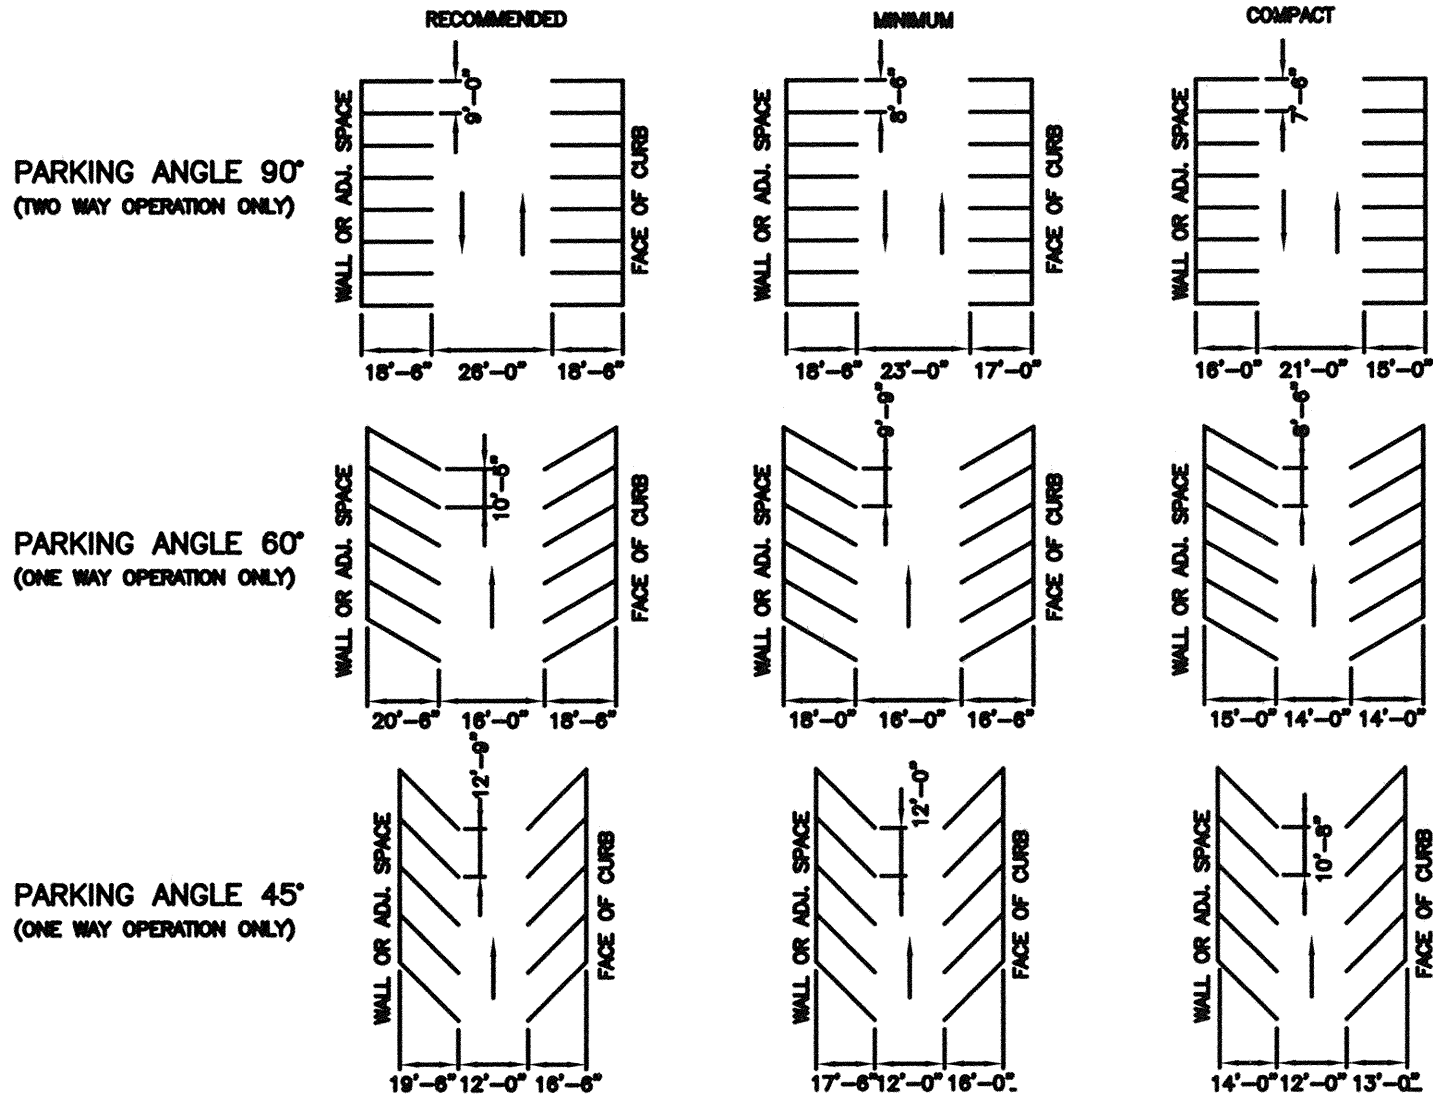 RECOMMENDED
MINIMUM
COMPACT
PARKING ANGLE 90°
(TWO WAY OPERATION ONLY)
WALL OR ADJ. SPACE
9'-0"
FACE OF CURB
18'-6" 26'-0" 18'-6"
WALL OR ADJ. SPACE
8'-6"
FACE OF CURB
18'-6" 23'-0" 17'-0"
WALL OR ADJ. SPACE
7'-6"
FACE OF CURB
16'-0" 21'-0" 15'-0"
PARKING ANGLE 60°
(ONE WAY OPERATION ONLY)
WALL OR ADJ. SPACE
10'-5"
FACE OF CURB
20'-6" 16'-0" 18'-6"
WALL OR ADJ. SPACE
9'-9"
FACE OF CURB
18'-0" 16'-0" 16'-6"
WALL OR ADJ. SPACE
FACE OF CURB
15'-0" 14'-0" 14'-0"
PARKING ANGLE 45°
(ONE WAY OPERATION ONLY)
WALL OR ADJ. SPACE
12'-9"
FACE OF CURB
19'-6" 12'-0" 16'-6"
WALL OR ADJ. SPACE
12'-0"
FACE OF CURB
17'-6" 12'-0" 16'-0"
WALL OR ADJ. SPACE
10'-8"
FACE OF CURB
14'-0" 12'-0" 13'-0"